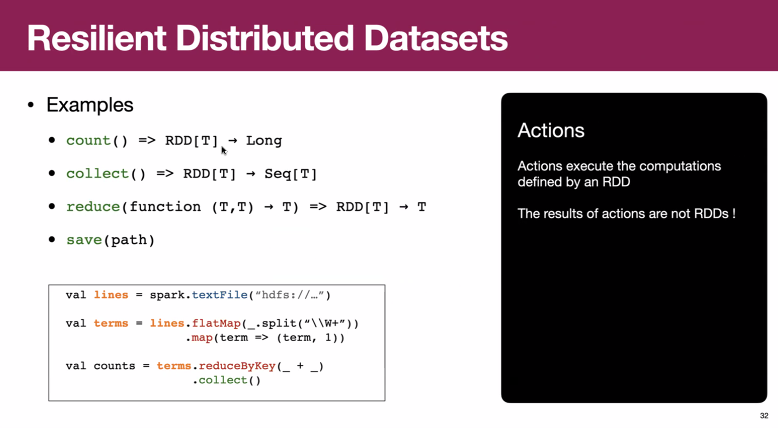 Resilient Distributed Datasets
• Examples
• count() => RDD[T] → Long
• collect() => RDD[T] → Seq[T]
• reduce(function (T,T) → T) => RDD[T] → T
• save(path)
val lines = spark.textFile(“hdfs://…”)
val terms = lines.flatMap(_.split(“\\W+”))
.map(term => (term, 1))
val counts = terms.reduceByKey(_ + _)
.collect()
Actions
Actions execute the computations
defined by an RDD
The results of actions are not RDDs !
32